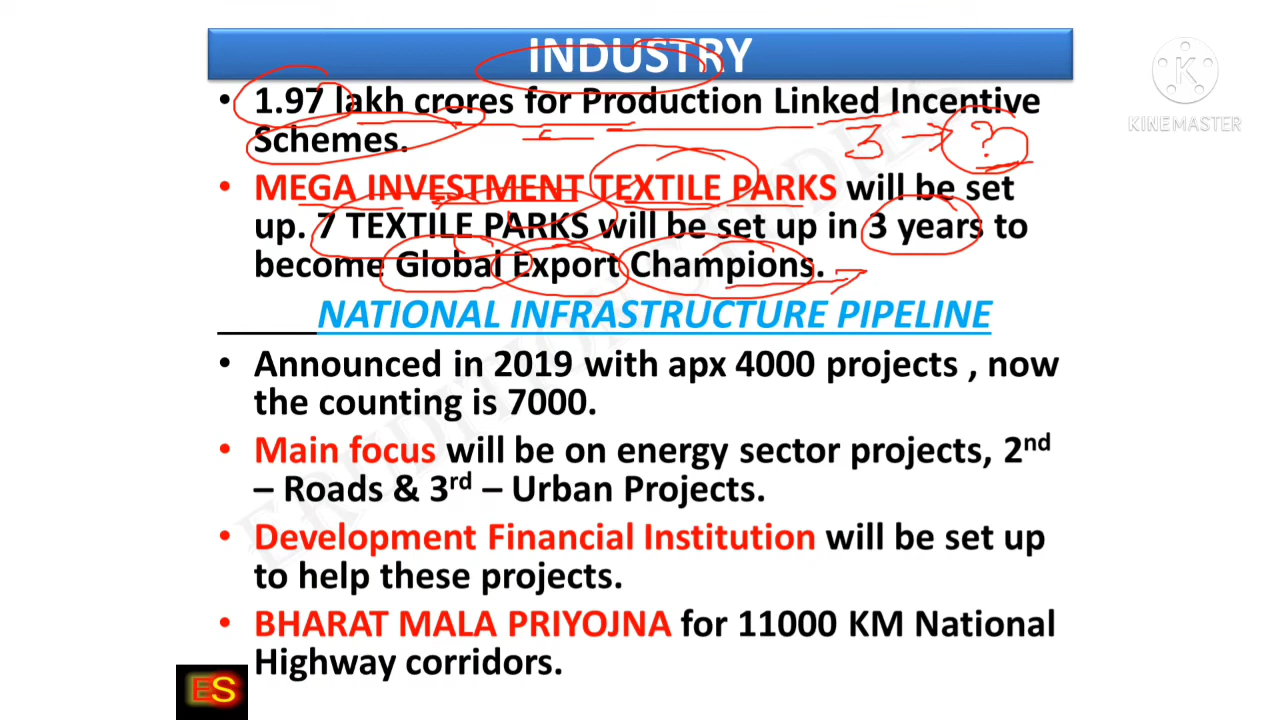 INDUSTRY
• 1.97 lakh crores for Production Linked Incentive
Schemes.
3 → ?
• MEGA INVESTMENT TEXTILE PARKS will be set
up. 7 TEXTILE PARKS will be set up in 3 years to
become Global Export Champions.
NATIONAL INFRASTRUCTURE PIPELINE
• Announced in 2019 with apx 4000 projects , now
the counting is 7000.
• Main focus will be on energy sector projects, 2nd
– Roads & 3rd – Urban Projects.
• Development Financial Institution will be set up
to help these projects.
• BHARAT MALA PRIYOJNA for 11000 KM National
Highway corridors.
ERUDITION STUDIES
ES
K
KINEMASTER